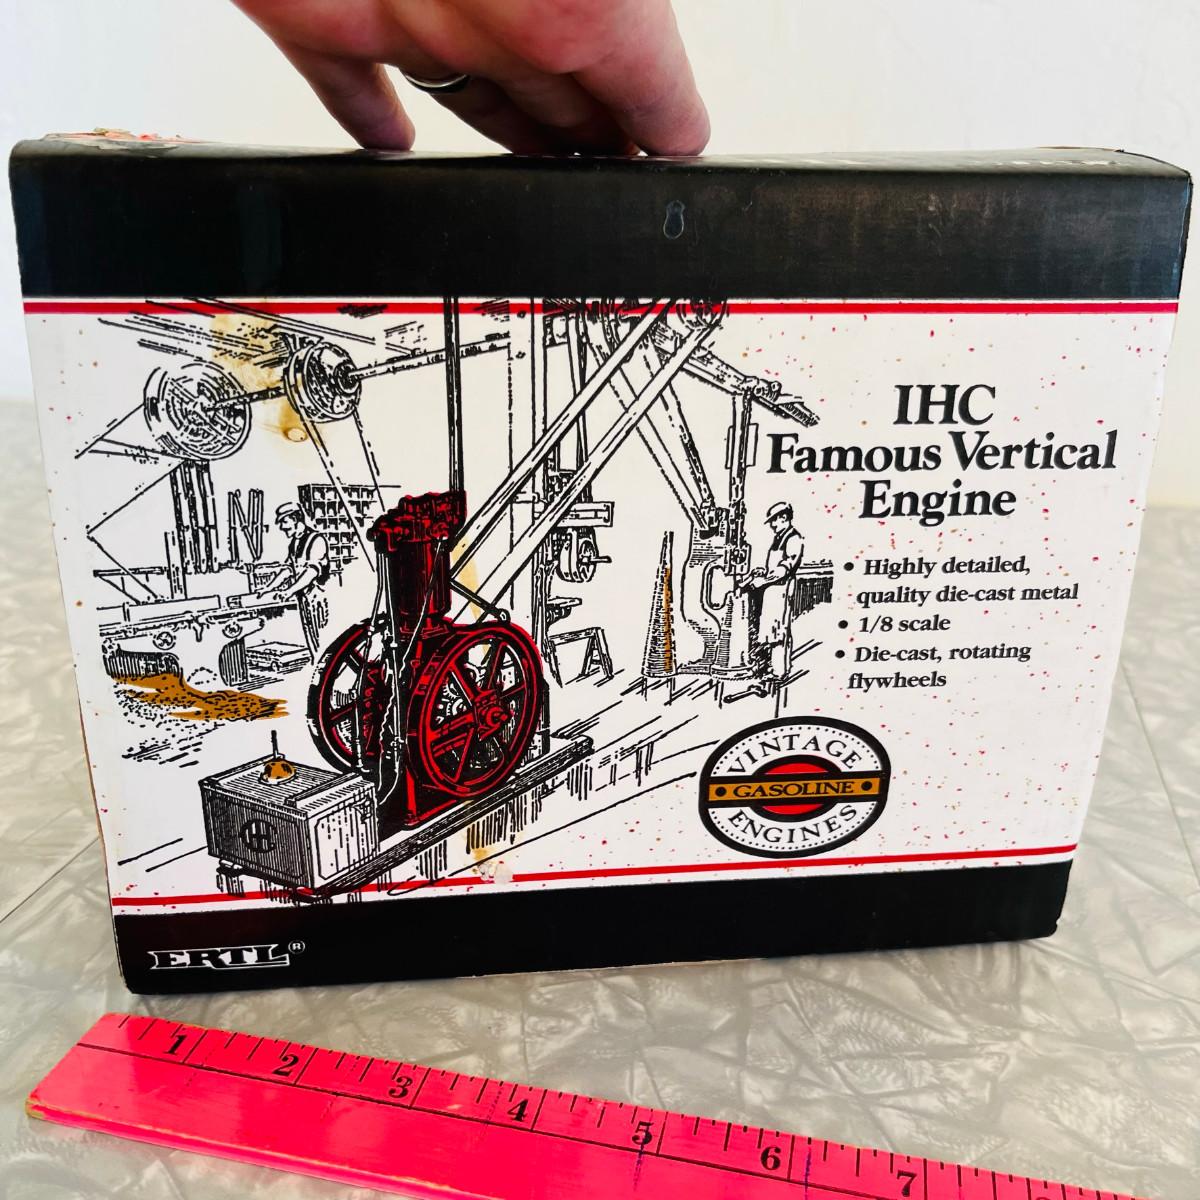 IHC
Famous Vertical
Engine
• Highly detailed,
quality die-cast metal
• 1/8 scale
• Die-cast, rotating
flywheels
VINTAGE
• GASOLINE •
ENGINES
IHC
ERTL®
1 2 3 4 5 6 7